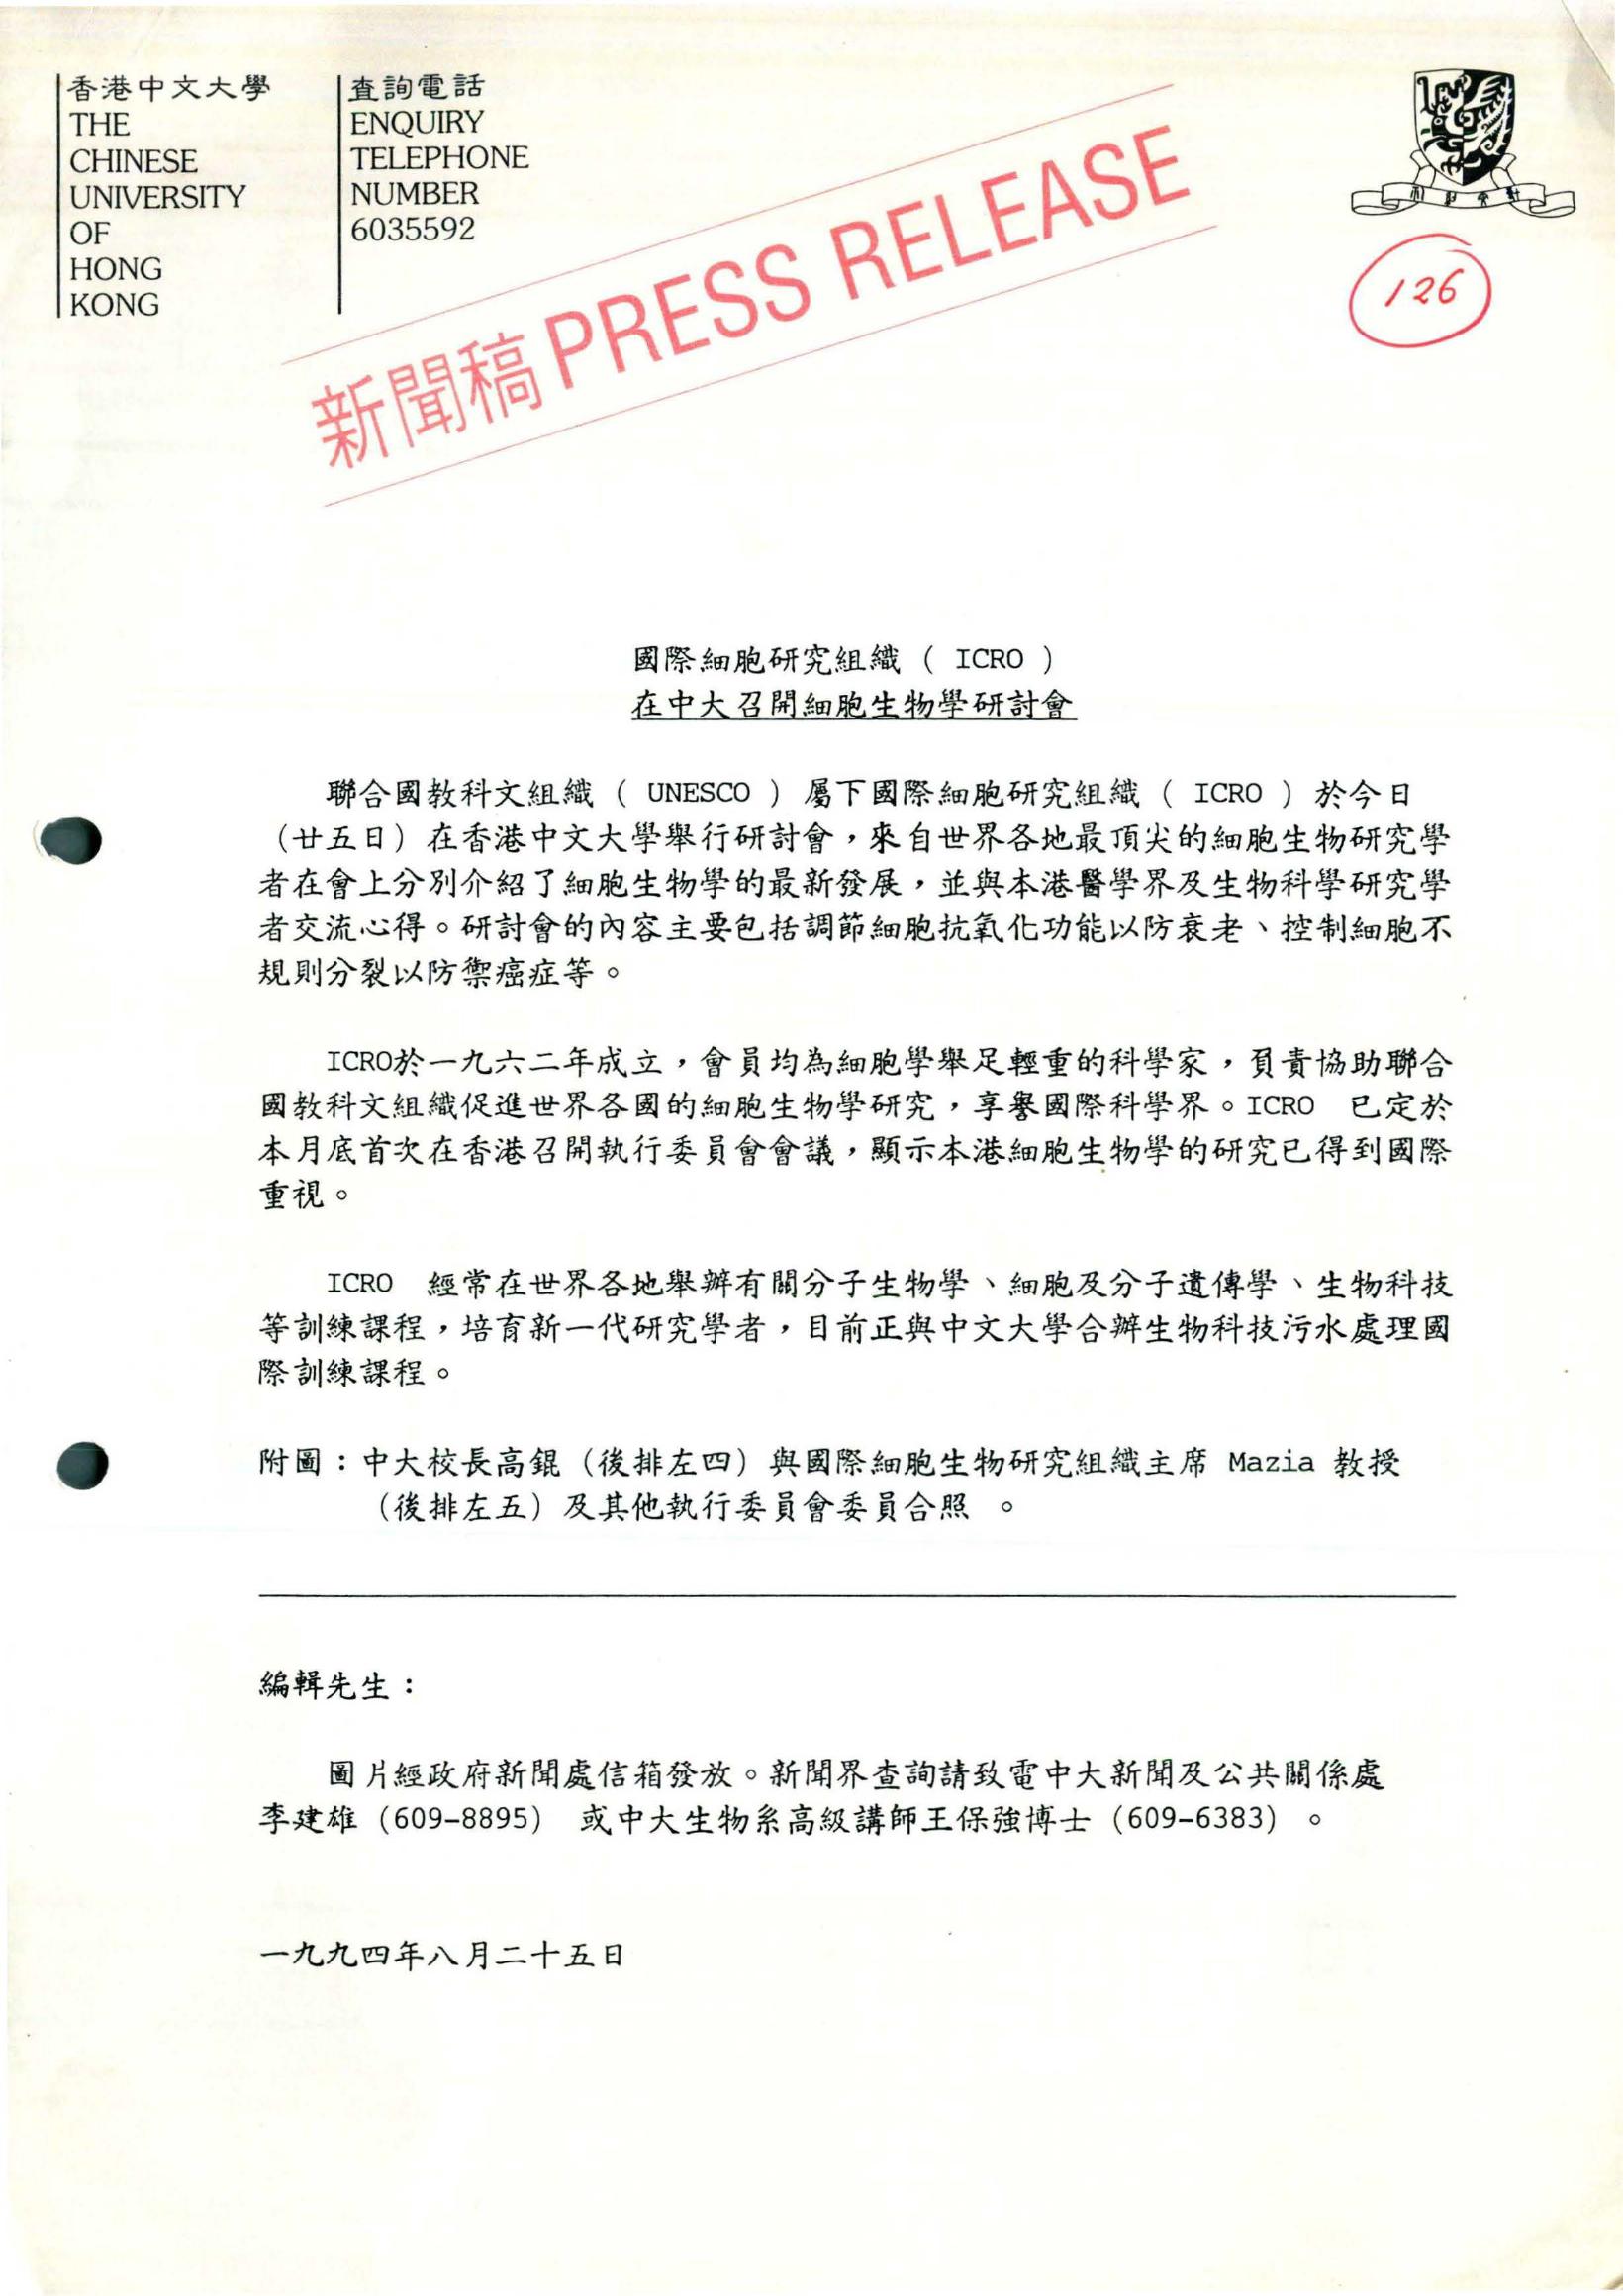 香港中文大學
THE
CHINESE
UNIVERSITY
OF
HONG
KONG
查詢電話
ENQUIRY
TELEPHONE
NUMBER
6035592
新聞稿 PRESS RELEASE
126
國際細胞研究組織（ ICRO ）
在中大召開細胞生物學研討會
聯合國教科文組織（ UNESCO ）屬下國際細胞研究組織（ ICRO ）於今日
（廿五日）在香港中文大學舉行研討會，來自世界各地最頂尖的細胞生物研究學
者在會上分別介紹了細胞生物學的最新發展，並與本港醫學界及生物科學研究學
者交流心得。研討會的內容主要包括調節細胞抗氧化功能以防衰老、控制細胞不
規則分裂以防禦癌症等。
ICRO於一九六二年成立，會員均為細胞學舉足輕重的科學家，負責協助聯合
國教科文組織促進世界各國的細胞生物學研究，享譽國際科學界。ICRO 已定於
本月底首次在香港召開執行委員會會議，顯示本港細胞生物學的研究已得到國際
重視。
ICRO 經常在世界各地舉辦有關分子生物學、細胞及分子遺傳學、生物科技
等訓練課程，培育新一代研究學者，目前正與中文大學合辦生物科技污水處理國
際訓練課程。
附圖：中大校長高錕（後排左四）與國際細胞生物研究組織主席 Mazia 教授
（後排左五）及其他執行委員會委員合照 。
編輯先生：
圖片經政府新聞處信箱發放。新聞界查詢請致電中大新聞及公共關係處
李建雄（609-8895） 或中大生物系高級講師王保強博士（609-6383）。
一九九四年八月二十五日